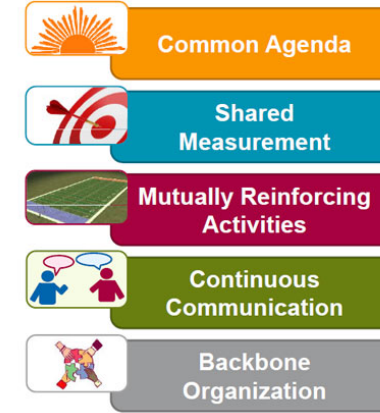 Common Agenda
Shared
Measurement
Mutually Reinforcing
Activities
Continuous
Communication
Backbone
Organization